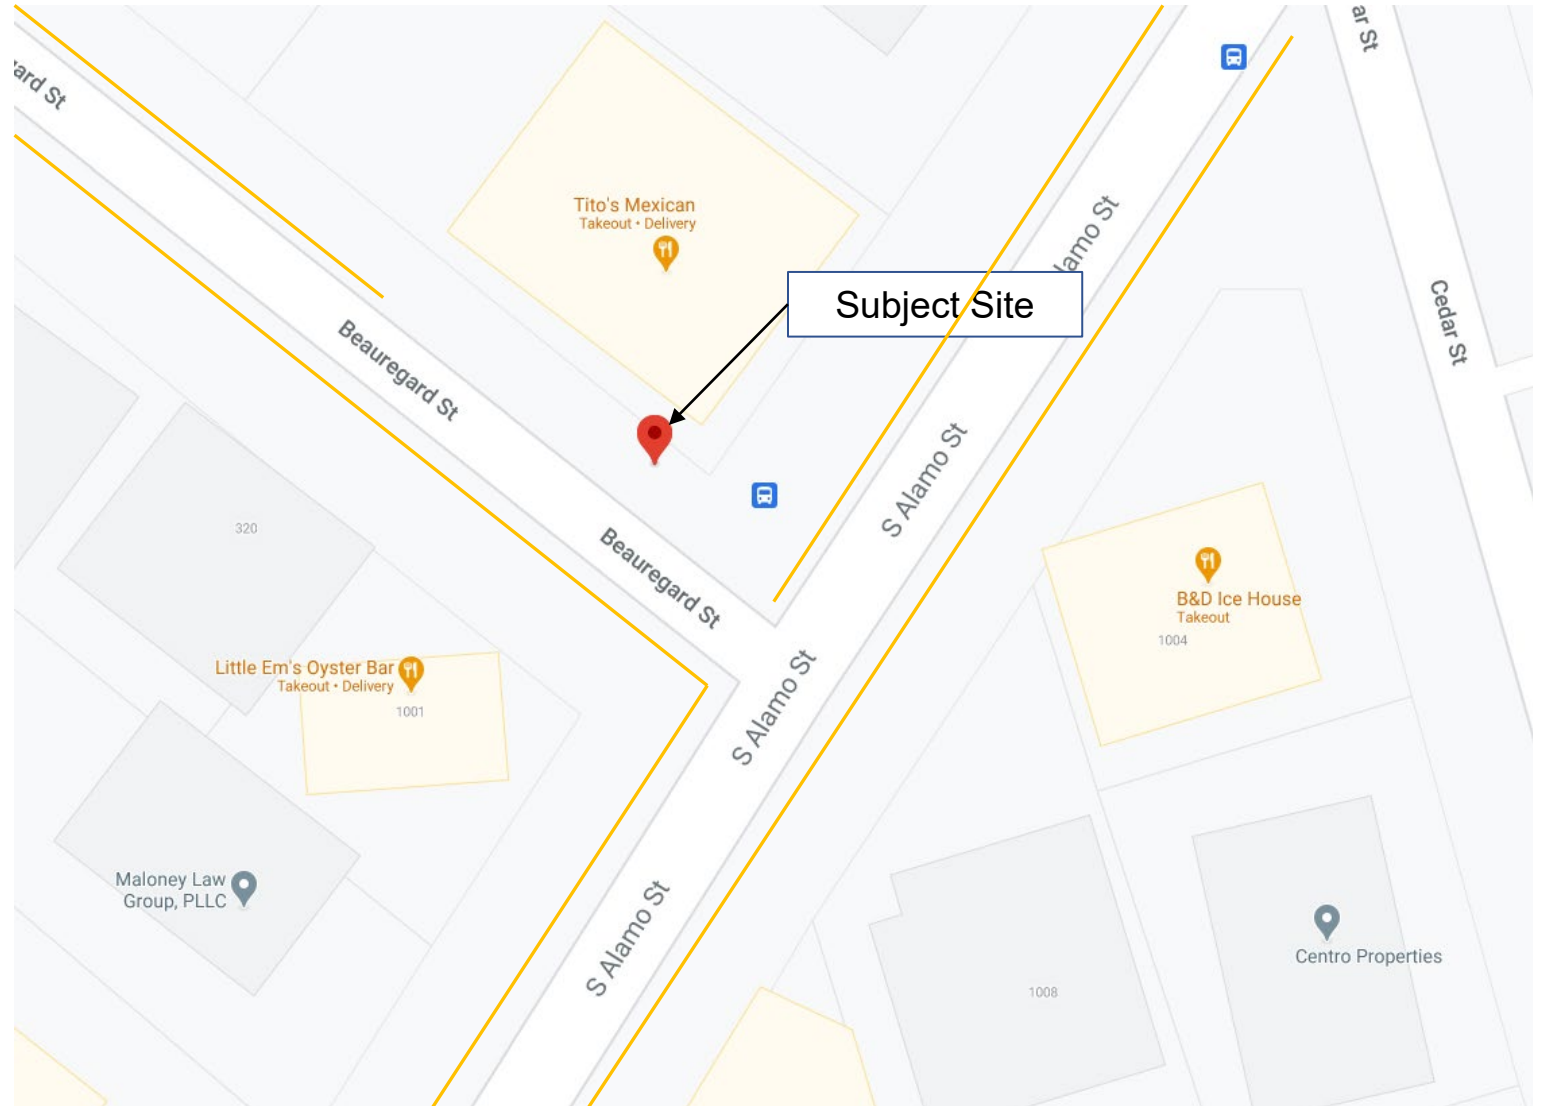 ar St
ard St
Tito's Mexican
Takeout • Delivery
lamo St
Subject Site
Cedar St
Beauregard St
S Alamo St
320
Beauregard St
B&D Ice House
Takeout
1004
Little Em's Oyster Bar
Takeout • Delivery
1001
S Alamo St
Maloney Law
Group, PLLC
S Alamo St
Centro Properties
1008